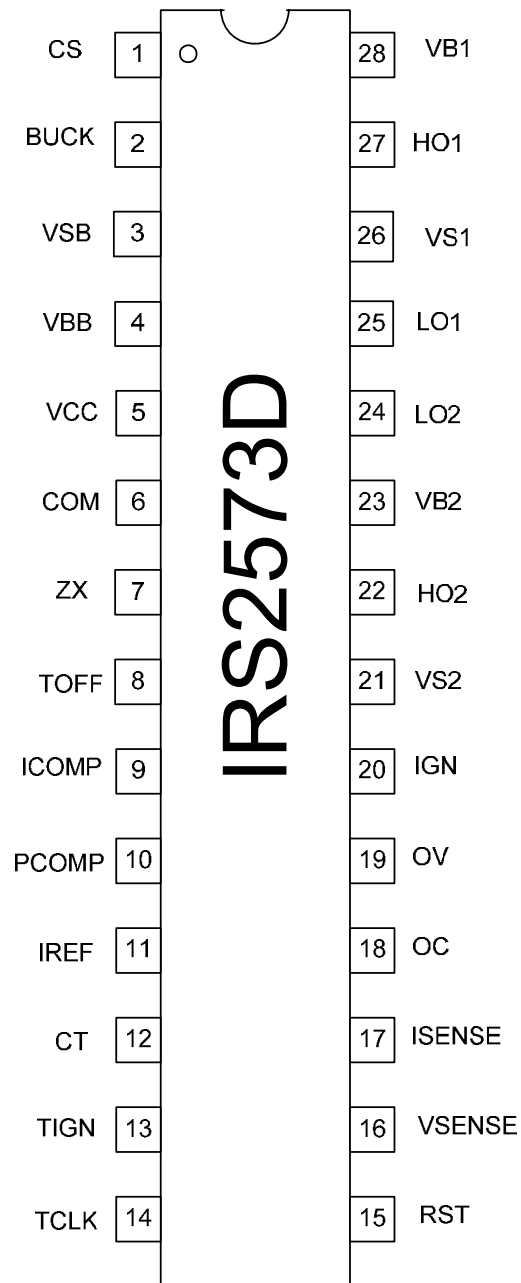 CS 1 28 VB1
BUCK 2 27 HO1
VSB 3 26 VS1
VBB 4 25 LO1
VCC 5 24 LO2
COM 6 23 VB2
ZX 7 22 HO2
TOFF 8 21 VS2
ICOMP 9 20 IGN
PCOMP 10 19 OV
IREF 11 18 OC
CT 12 17 ISENSE
TIGN 13 16 VSENSE
TCLK 14 15 RST
IRS2573D